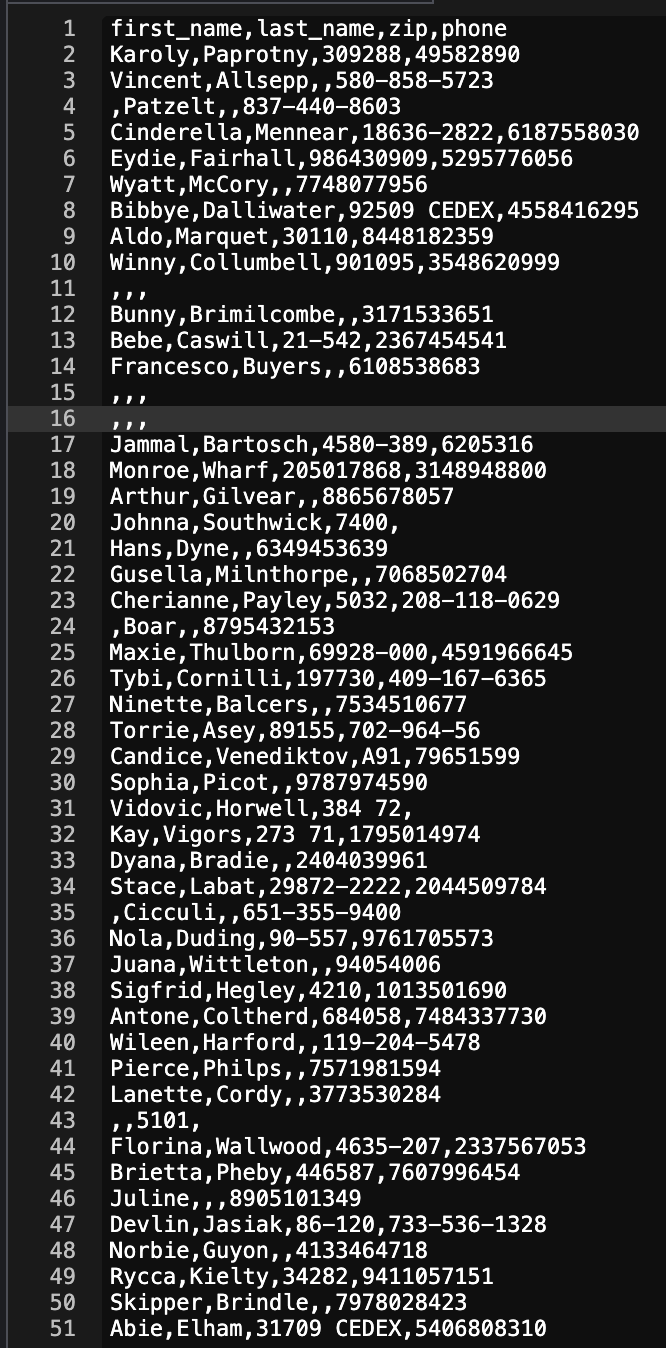 1 first_name,last_name,zip,phone
2 Karoly,Paprotny,309288,49582890
3 Vincent,Allsepp,,580-858-5723
4 ,Patzelt,,837-440-8603
5 Cinderella,Mennear,18636-2822,6187558030
6 Eydie,Fairhall,986430909,5295776056
7 Wyatt,McCory,,7748077956
8 Bibbye,Dalliwater,92509 CEDEX,4558416295
9 Aldo,Marquet,30110,8448182359
10 Winny,Collumbell,901095,3548620999
11 ,,,
12 Bunny,Brimilcombe,,3171533651
13 Bebe,Caswill,21-542,2367454541
14 Francesco,Buyers,,6108538683
15 ,,,
16 ,,,
17 Jammal,Bartosch,4580-389,6205316
18 Monroe,Wharf,205017868,3148948800
19 Arthur,Gilvear,,8865678057
20 Johnna,Southwick,7400,
21 Hans,Dyne,,6349453639
22 Gusella,Milnthorpe,,7068502704
23 Cherianne,Payley,5032,208-118-0629
24 ,Boar,,8795432153
25 Maxie,Thulborn,69928-000,4591966645
26 Tybi,Cornilli,197730,409-167-6365
27 Ninette,Balcers,,7534510677
28 Torrie,Asey,89155,702-964-56
29 Candice,Venediktov,A91,79651599
30 Sophia,Picot,,9787974590
31 Vidovic,Horwell,384 72,
32 Kay,Vigors,273 71,1795014974
33 Dyana,Bradie,,2404039961
34 Stace,Labat,29872-2222,2044509784
35 ,Cicculi,,651-355-9400
36 Nola,Duding,90-557,9761705573
37 Juana,Wittleton,,94054006
38 Sigfrid,Hegley,4210,1013501690
39 Antone,Coltherd,684058,7484337730
40 Wileen,Harford,,119-204-5478
41 Pierce,Philps,,7571981594
42 Lanette,Cordy,,3773530284
43 ,,5101,
44 Florina,Wallwood,4635-207,2337567053
45 Brietta,Pheby,446587,7607996454
46 Juline,,,8905101349
47 Devlin,Jasiak,86-120,733-536-1328
48 Norbie,Guyon,,4133464718
49 Rycca,Kielty,34282,9411057151
50 Skipper,Brindle,,7978028423
51 Abie,Elham,31709 CEDEX,5406808310